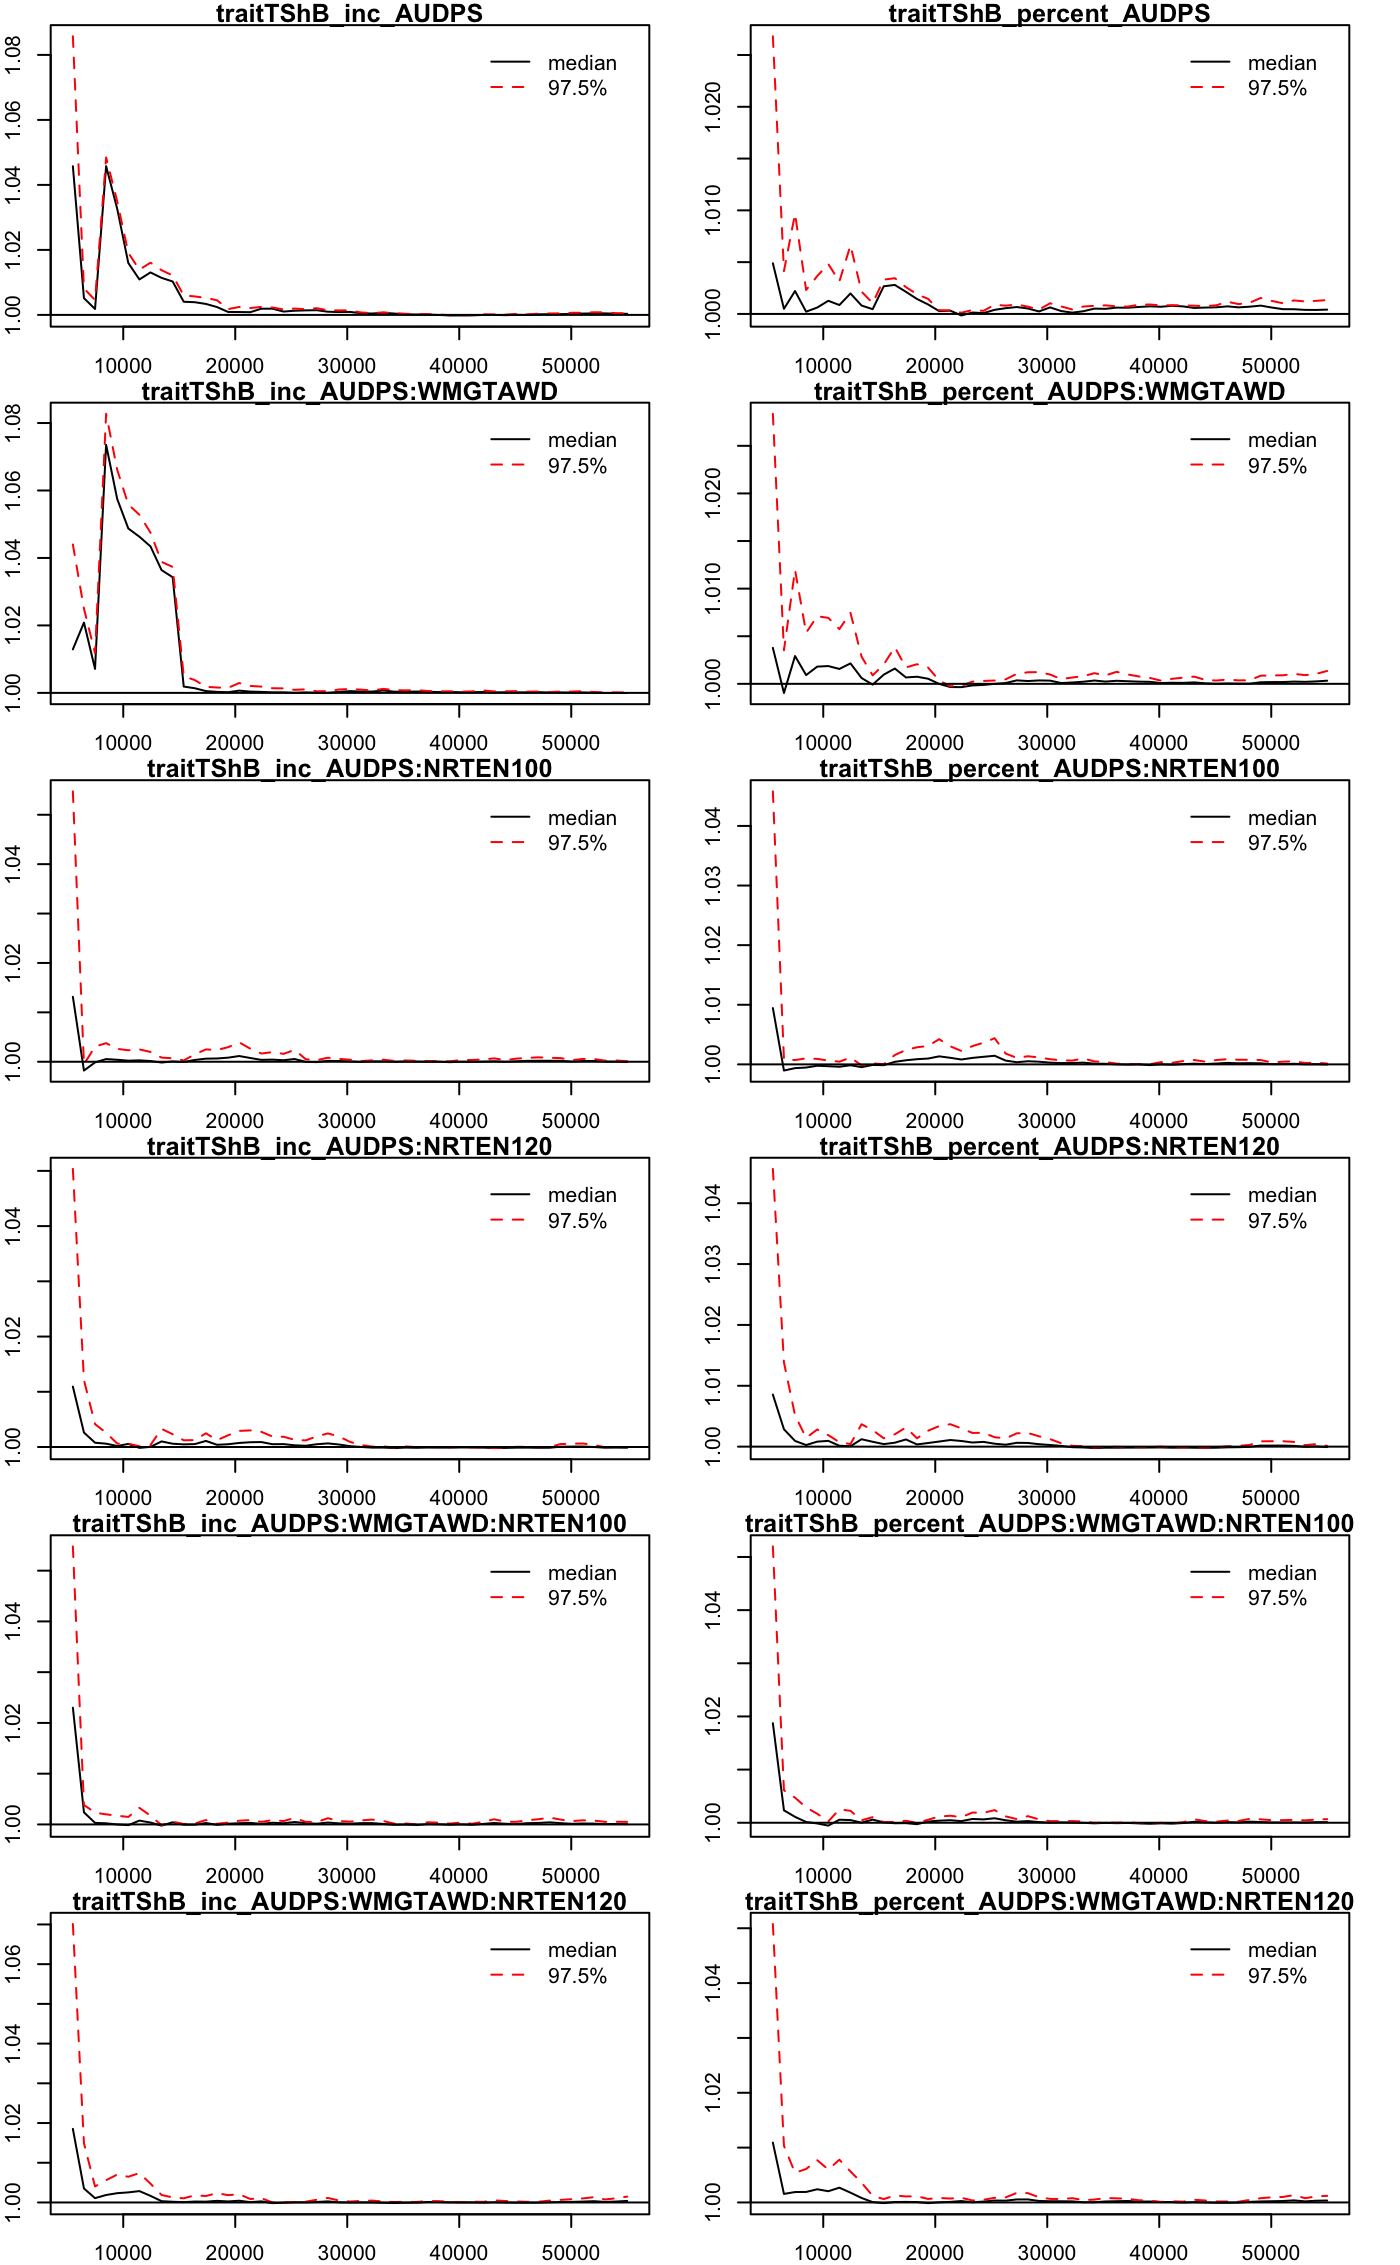 traitTShB_inc_AUDPS
1.00 1.02 1.04 1.06 1.08
median
97.5%
10000 20000 30000 40000 50000
traitTShB_percent_AUDPS
1.000 1.010 1.020
median
97.5%
10000 20000 30000 40000 50000
traitTShB_inc_AUDPS:WMGTAWD
1.00 1.02 1.04 1.06 1.08
median
97.5%
10000 20000 30000 40000 50000
traitTShB_percent_AUDPS:WMGTAWD
1.000 1.010 1.020
median
97.5%
10000 20000 30000 40000 50000
traitTShB_inc_AUDPS:NRTEN100
1.00 1.02 1.04
median
97.5%
10000 20000 30000 40000 50000
traitTShB_percent_AUDPS:NRTEN100
1.00 1.01 1.02 1.03 1.04
median
97.5%
10000 20000 30000 40000 50000
traitTShB_inc_AUDPS:NRTEN120
1.00 1.02 1.04
median
97.5%
10000 20000 30000 40000 50000
traitTShB_percent_AUDPS:NRTEN120
1.00 1.01 1.02 1.03 1.04
median
97.5%
10000 20000 30000 40000 50000
traitTShB_inc_AUDPS:WMGTAWD:NRTEN100
1.00 1.02 1.04
median
97.5%
10000 20000 30000 40000 50000
traitTShB_percent_AUDPS:WMGTAWD:NRTEN100
1.00 1.02 1.04
median
97.5%
10000 20000 30000 40000 50000
traitTShB_inc_AUDPS:WMGTAWD:NRTEN120
1.00 1.02 1.04 1.06
median
97.5%
10000 20000 30000 40000 50000
traitTShB_percent_AUDPS:WMGTAWD:NRTEN120
1.00 1.02 1.04
median
97.5%
10000 20000 30000 40000 50000